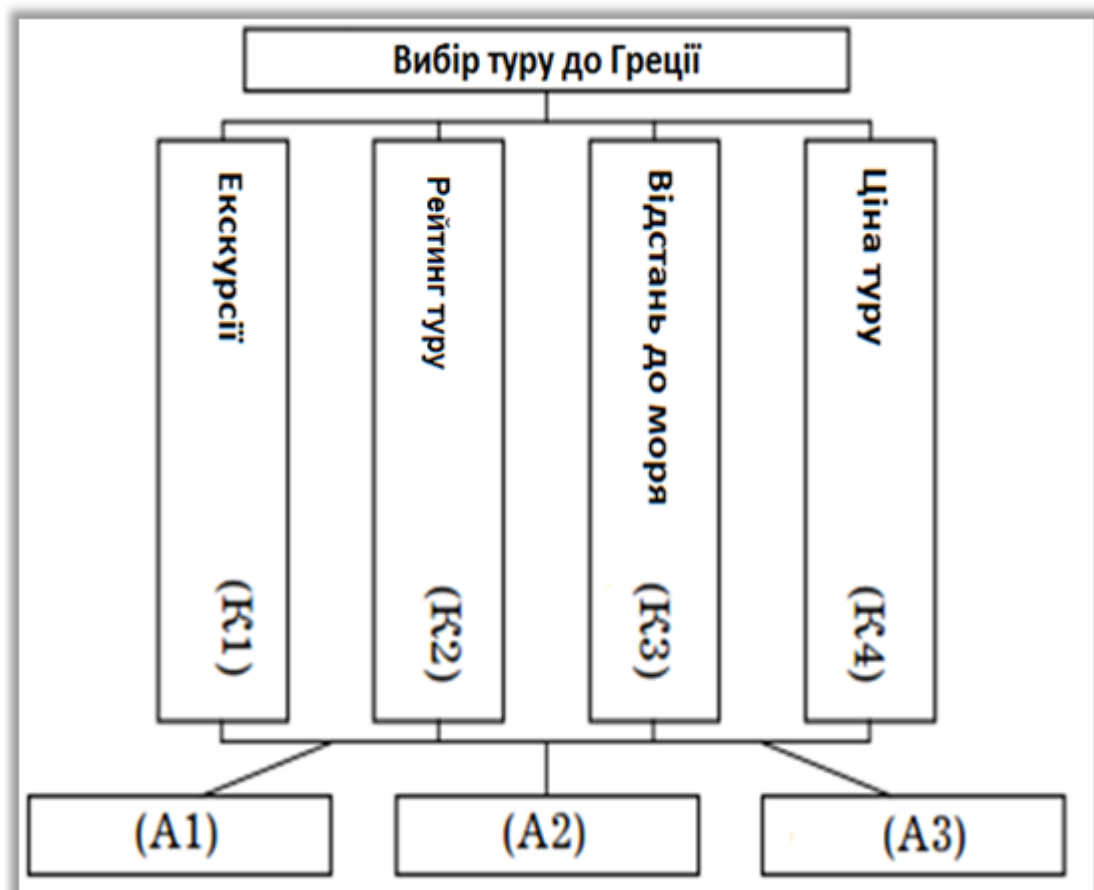 Вибір туру до Греції
Екскурсії (К1)
Рейтинг туру (К2)
Відстань до моря (К3)
Ціна туру (К4)
(А1)
(А2)
(А3)